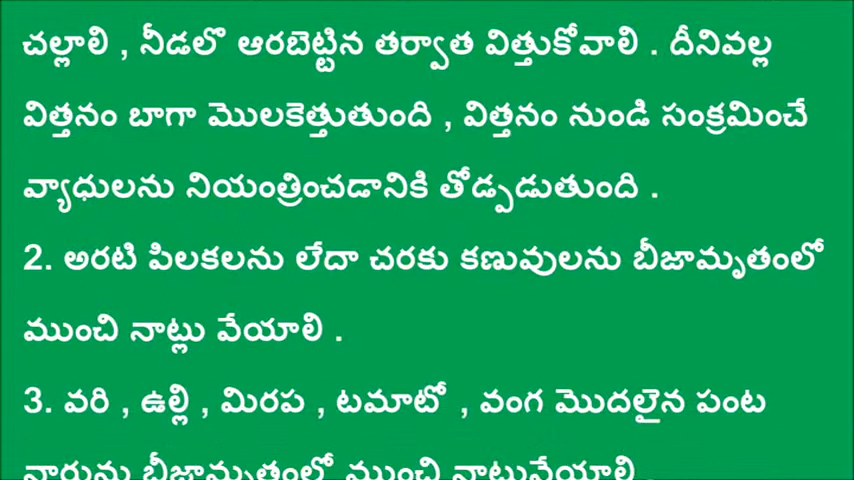 చల్లాలి , నీడలొ ఆరబెట్టిన తర్వాత విత్తుకోవాలి . దీనివల్ల
విత్తనం బాగా మొలకెత్తుతుంది , విత్తనం నుండి సంక్రమించే
వ్యాధులను నియంత్రించడానికి తోడ్పడుతుంది .
2. అరటి పిలకలను లేదా చరకు కణువులను బీజామృతంలో
ముంచి నాట్లు వేయాలి .
3. వరి , ఉల్లి , మిరప , టమాటో , వంగ మొదలైన పంట
నారును బీజామృతంలో ముంచి నాటువేయాలి .